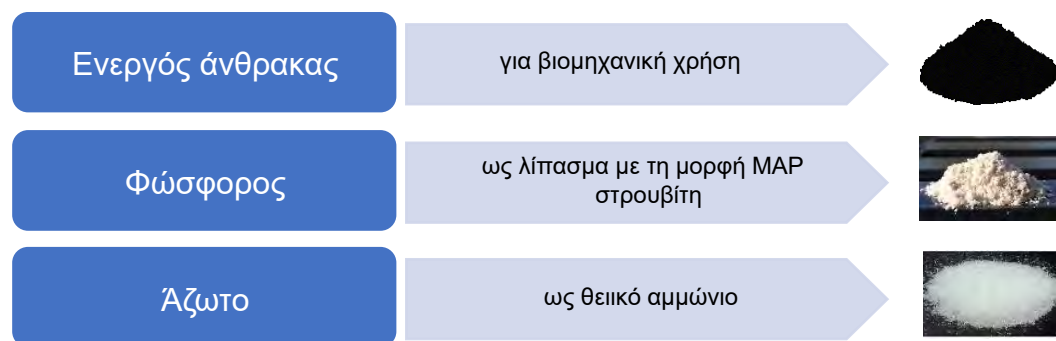 Ενεργός άνθρακας
για βιομηχανική χρήση
Φώσφορος
ως λίπασμα με τη μορφή MAP
στρουβίτη
Άζωτο
ως θειικό αμμώνιο